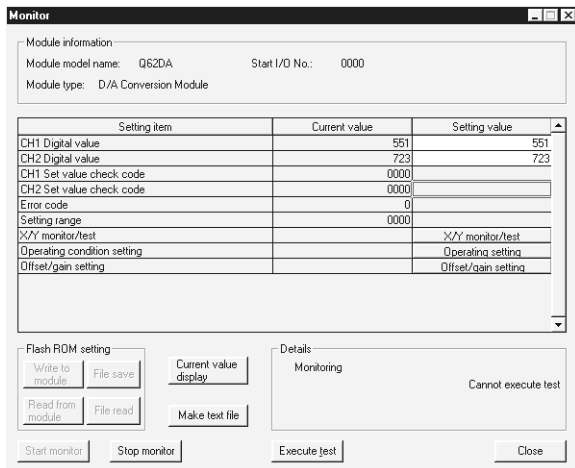 Monitor
Module information
Module model name: Q62DA Start I/O No.: 0000
Module type: D/A Conversion Module
Setting item Current value Setting value
CH1 Digital value 551 551
CH2 Digital value 723 723
CH1 Set value check code 0000
CH2 Set value check code 0000
Error code 0
Setting range 0000
X/Y monitor/test X/Y monitor/test
Operating condition setting Operating setting
Offset/gain setting Offset/gain setting
Flash ROM setting
Write to
module
File save
Read from
module
File read
Current value
display
Make text file
Details
Monitoring
Cannot execute test
Start monitor Stop monitor Execute test Close